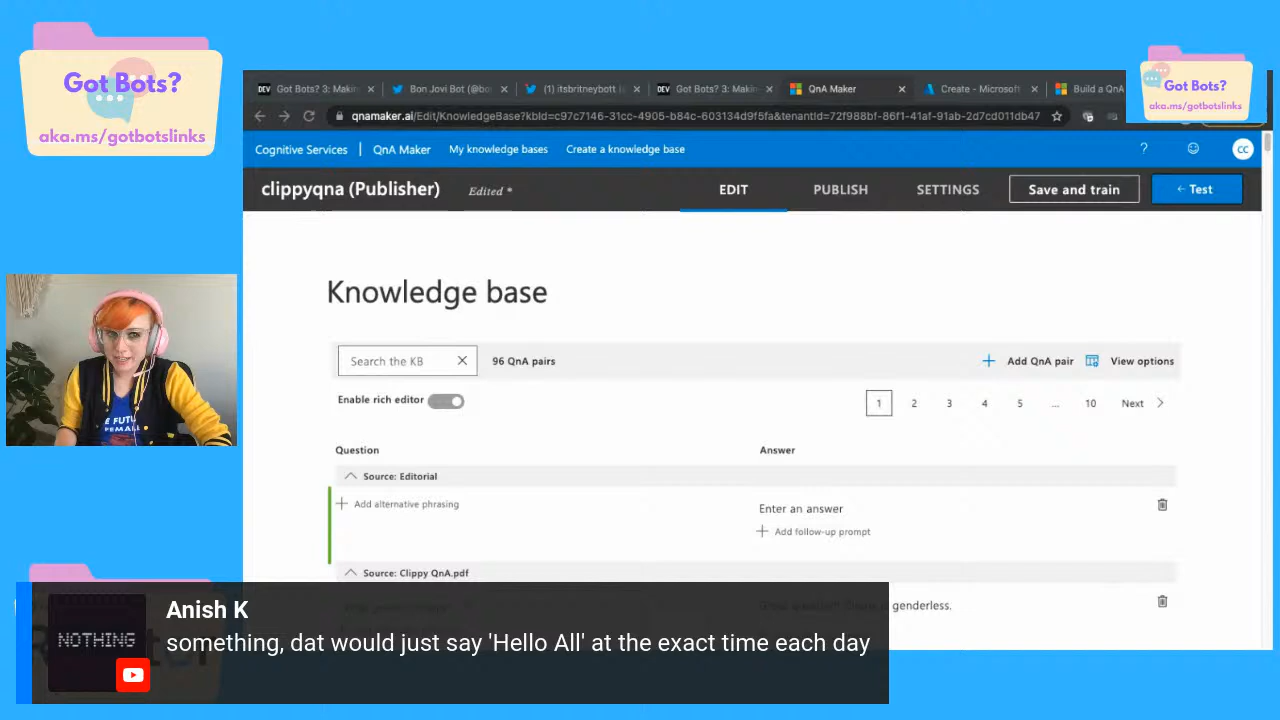 Got Bots?
aka.ms/gotbotslinks
Got Bots 3: Makin
Bon Jovi Bot (@bo
(1) itsbritneybott (
Got Bots? 3: Makin
QnA Maker
Create - Microsoft
Build a QnA
Got Bots?
aka.ms/gotbotslinks
qnamaker.ai/Edit/KnowledgeBase?kbId=c97c7146-31cc-4905-b84c-603134d9f5fa&tenantId=72f988bf-86f1-41af-91ab-2d7cd011db47
Cognitive Services | QnA Maker My knowledge bases Create a knowledge base ? CC
clippyqna (Publisher) Edited * EDIT PUBLISH SETTINGS Save and train ← Test
Knowledge base
Search the KB 96 QnA pairs Add QnA pair View options
Enable rich editor 1 2 3 4 5 ... 10 Next
Question Answer
Source: Editorial
Add alternative phrasing Enter an answer
Add follow-up prompt
Source: Clippy QnA.pdf
genderless.
Anish K
something, dat would just say 'Hello All' at the exact time each day
NOTHING